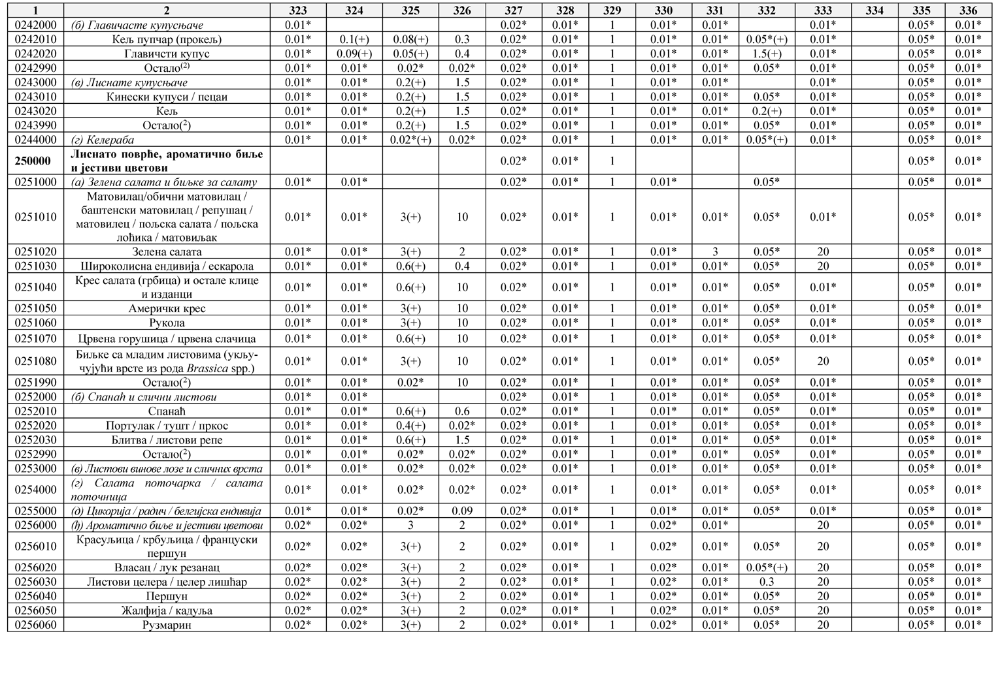 1 2 323 324 325 326 327 328 329 330 331 332 333 334 335 336
0242000 (б) Главичасте купусњаче 0.01* 0.02* 0.01* 1 0.01* 0.01* 0.01* 0.05* 0.01*
0242010 Кељ пупчар (прокељ) 0.01* 0.1(+) 0.08(+) 0.3 0.02* 0.01* 1 0.01* 0.01* 0.05*(+) 0.01* 0.05* 0.01*
0242020 Главичсти купус 0.01* 0.09(+) 0.05(+) 0.4 0.02* 0.01* 1 0.01* 0.01* 1.5(+) 0.01* 0.05* 0.01*
0242990 Остало(2) 0.01* 0.01* 0.02* 0.02* 0.02* 0.01* 1 0.01* 0.01* 0.05* 0.01* 0.05* 0.01*
0243000 (в) Лиснате купусњаче 0.01* 0.01* 0.2(+) 1.5 0.02* 0.01* 1 0.01* 0.01* 0.01* 0.05* 0.01*
0243010 Кинески купуси / пецаи 0.01* 0.01* 0.2(+) 1.5 0.02* 0.01* 1 0.01* 0.01* 0.05* 0.01* 0.05* 0.01*
0243020 Кељ 0.01* 0.01* 0.2(+) 1.5 0.02* 0.01* 1 0.01* 0.01* 0.2(+) 0.01* 0.05* 0.01*
0243990 Остало(2) 0.01* 0.01* 0.2(+) 1.5 0.02* 0.01* 1 0.01* 0.01* 0.05* 0.01* 0.05* 0.01*
0244000 (г) Келераба 0.01* 0.01* 0.02*(+) 0.02* 0.02* 0.01* 1 0.01* 0.01* 0.05*(+) 0.01* 0.05* 0.01*
250000 Лиснато поврће, ароматично биље
и јестиви цветови 0.02* 0.01* 1 0.05* 0.01*
0251000 (а) Зелена салата и биљке за салату 0.01* 0.01* 0.02* 0.01* 1 0.01* 0.05* 0.05* 0.01*
Матовилац/обични матовилац /
баштенски матовилац / репушац /
0251010 матовилец / пољска салата / пољска 0.01* 0.01* 3(+) 10 0.02* 0.01* 1 0.01* 0.01* 0.05* 0.01* 0.05* 0.01*
лоћика / матовиљак
0251020 Зелена салата 0.01* 0.01* 3(+) 2 0.02* 0.01* 1 0.01* 3 0.05* 20 0.05* 0.01*
0251030 Широколисна ендивија / ескарола 0.01* 0.01* 0.6(+) 0.4 0.02* 0.01* 1 0.01* 0.01* 0.05* 20 0.05* 0.01*
0251040 Крес салата (грбица) и остале клице
и изданци 0.01* 0.01* 0.6(+) 10 0.02* 0.01* 1 0.01* 0.01* 0.05* 0.01* 0.05* 0.01*
0251050 Амерички крес 0.01* 0.01* 3(+) 10 0.02* 0.01* 1 0.01* 0.01* 0.05* 0.01* 0.05* 0.01*
0251060 Рукола 0.01* 0.01* 3(+) 10 0.02* 0.01* 1 0.01* 0.01* 0.05* 0.01* 0.05* 0.01*
0251070 Црвена горушица / црвена слачица 0.01* 0.01* 0.6(+) 10 0.02* 0.01* 1 0.01* 0.01* 0.05* 0.01* 0.05* 0.01*
0251080 Биљке са младим листовима (укљу-
чујући врсте из рода Brassica spp.) 0.01* 0.01* 3(+) 10 0.02* 0.01* 1 0.01* 0.01* 0.05* 20 0.05* 0.01*
0251990 Остало(2) 0.01* 0.01* 0.02* 10 0.02* 0.01* 1 0.01* 0.01* 0.05* 0.01* 0.05* 0.01*
0252000 (б) Спанаћ и слични листови 0.01* 0.01* 0.02* 0.01* 1 0.01* 0.01* 0.05* 0.01* 0.05* 0.01*
0252010 Спанаћ 0.01* 0.01* 0.6(+) 0.6 0.02* 0.01* 1 0.01* 0.01* 0.05* 0.01* 0.05* 0.01*
0252020 Портулак / тушт / пркос 0.01* 0.01* 0.4(+) 0.02* 0.02* 0.01* 1 0.01* 0.01* 0.05* 0.01* 0.05* 0.01*
0252030 Блитва / листови репе 0.01* 0.01* 0.6(+) 1.5 0.02* 0.01* 1 0.01* 0.01* 0.05* 0.01* 0.05* 0.01*
0252990 Остало(2) 0.01* 0.01* 0.02* 0.02* 0.02* 0.01* 1 0.01* 0.01* 0.05* 0.01* 0.05* 0.01*
0253000 (в) Листови винове лозе и сличних врста 0.01* 0.01* 0.02* 0.02* 0.02* 0.01* 1 0.01* 0.01* 0.05* 0.01* 0.05* 0.01*
0254000 (г) Салата поточарка / салата
поточница 0.01* 0.01* 0.02* 0.02* 0.02* 0.01* 1 0.01* 0.01* 0.05* 0.01* 0.05* 0.01*
0255000 (д) Цикорија / радич / белгијска ендивија 0.01* 0.01* 0.02* 0.09 0.02* 0.01* 1 0.01* 0.01* 0.05* 0.01* 0.05* 0.01*
0256000 (ђ) Ароматично биље и јестиви цветови 0.02* 0.02* 3 2 0.02* 0.01* 1 0.02* 0.01* 20 0.05* 0.01*
0256010 Красуљица / крбуљица / француски
першун 0.02* 0.02* 3(+) 2 0.02* 0.01* 1 0.02* 0.01* 0.05* 20 0.05* 0.01*
0256020 Власац / лук резанац 0.02* 0.02* 3(+) 2 0.02* 0.01* 1 0.02* 0.01* 0.05*(+) 20 0.05* 0.01*
0256030 Листови целера / целер лишћар 0.02* 0.02* 3(+) 2 0.02* 0.01* 1 0.02* 0.01* 0.3 20 0.05* 0.01*
0256040 Першун 0.02* 0.02* 3(+) 2 0.02* 0.01* 1 0.02* 0.01* 0.05* 20 0.05* 0.01*
0256050 Жалфија / кадуља 0.02* 0.02* 3(+) 2 0.02* 0.01* 1 0.02* 0.01* 0.05* 20 0.05* 0.01*
0256060 Рузмарин 0.02* 0.02* 3(+) 2 0.02* 0.01* 1 0.02* 0.01* 0.05* 20 0.05* 0.01*